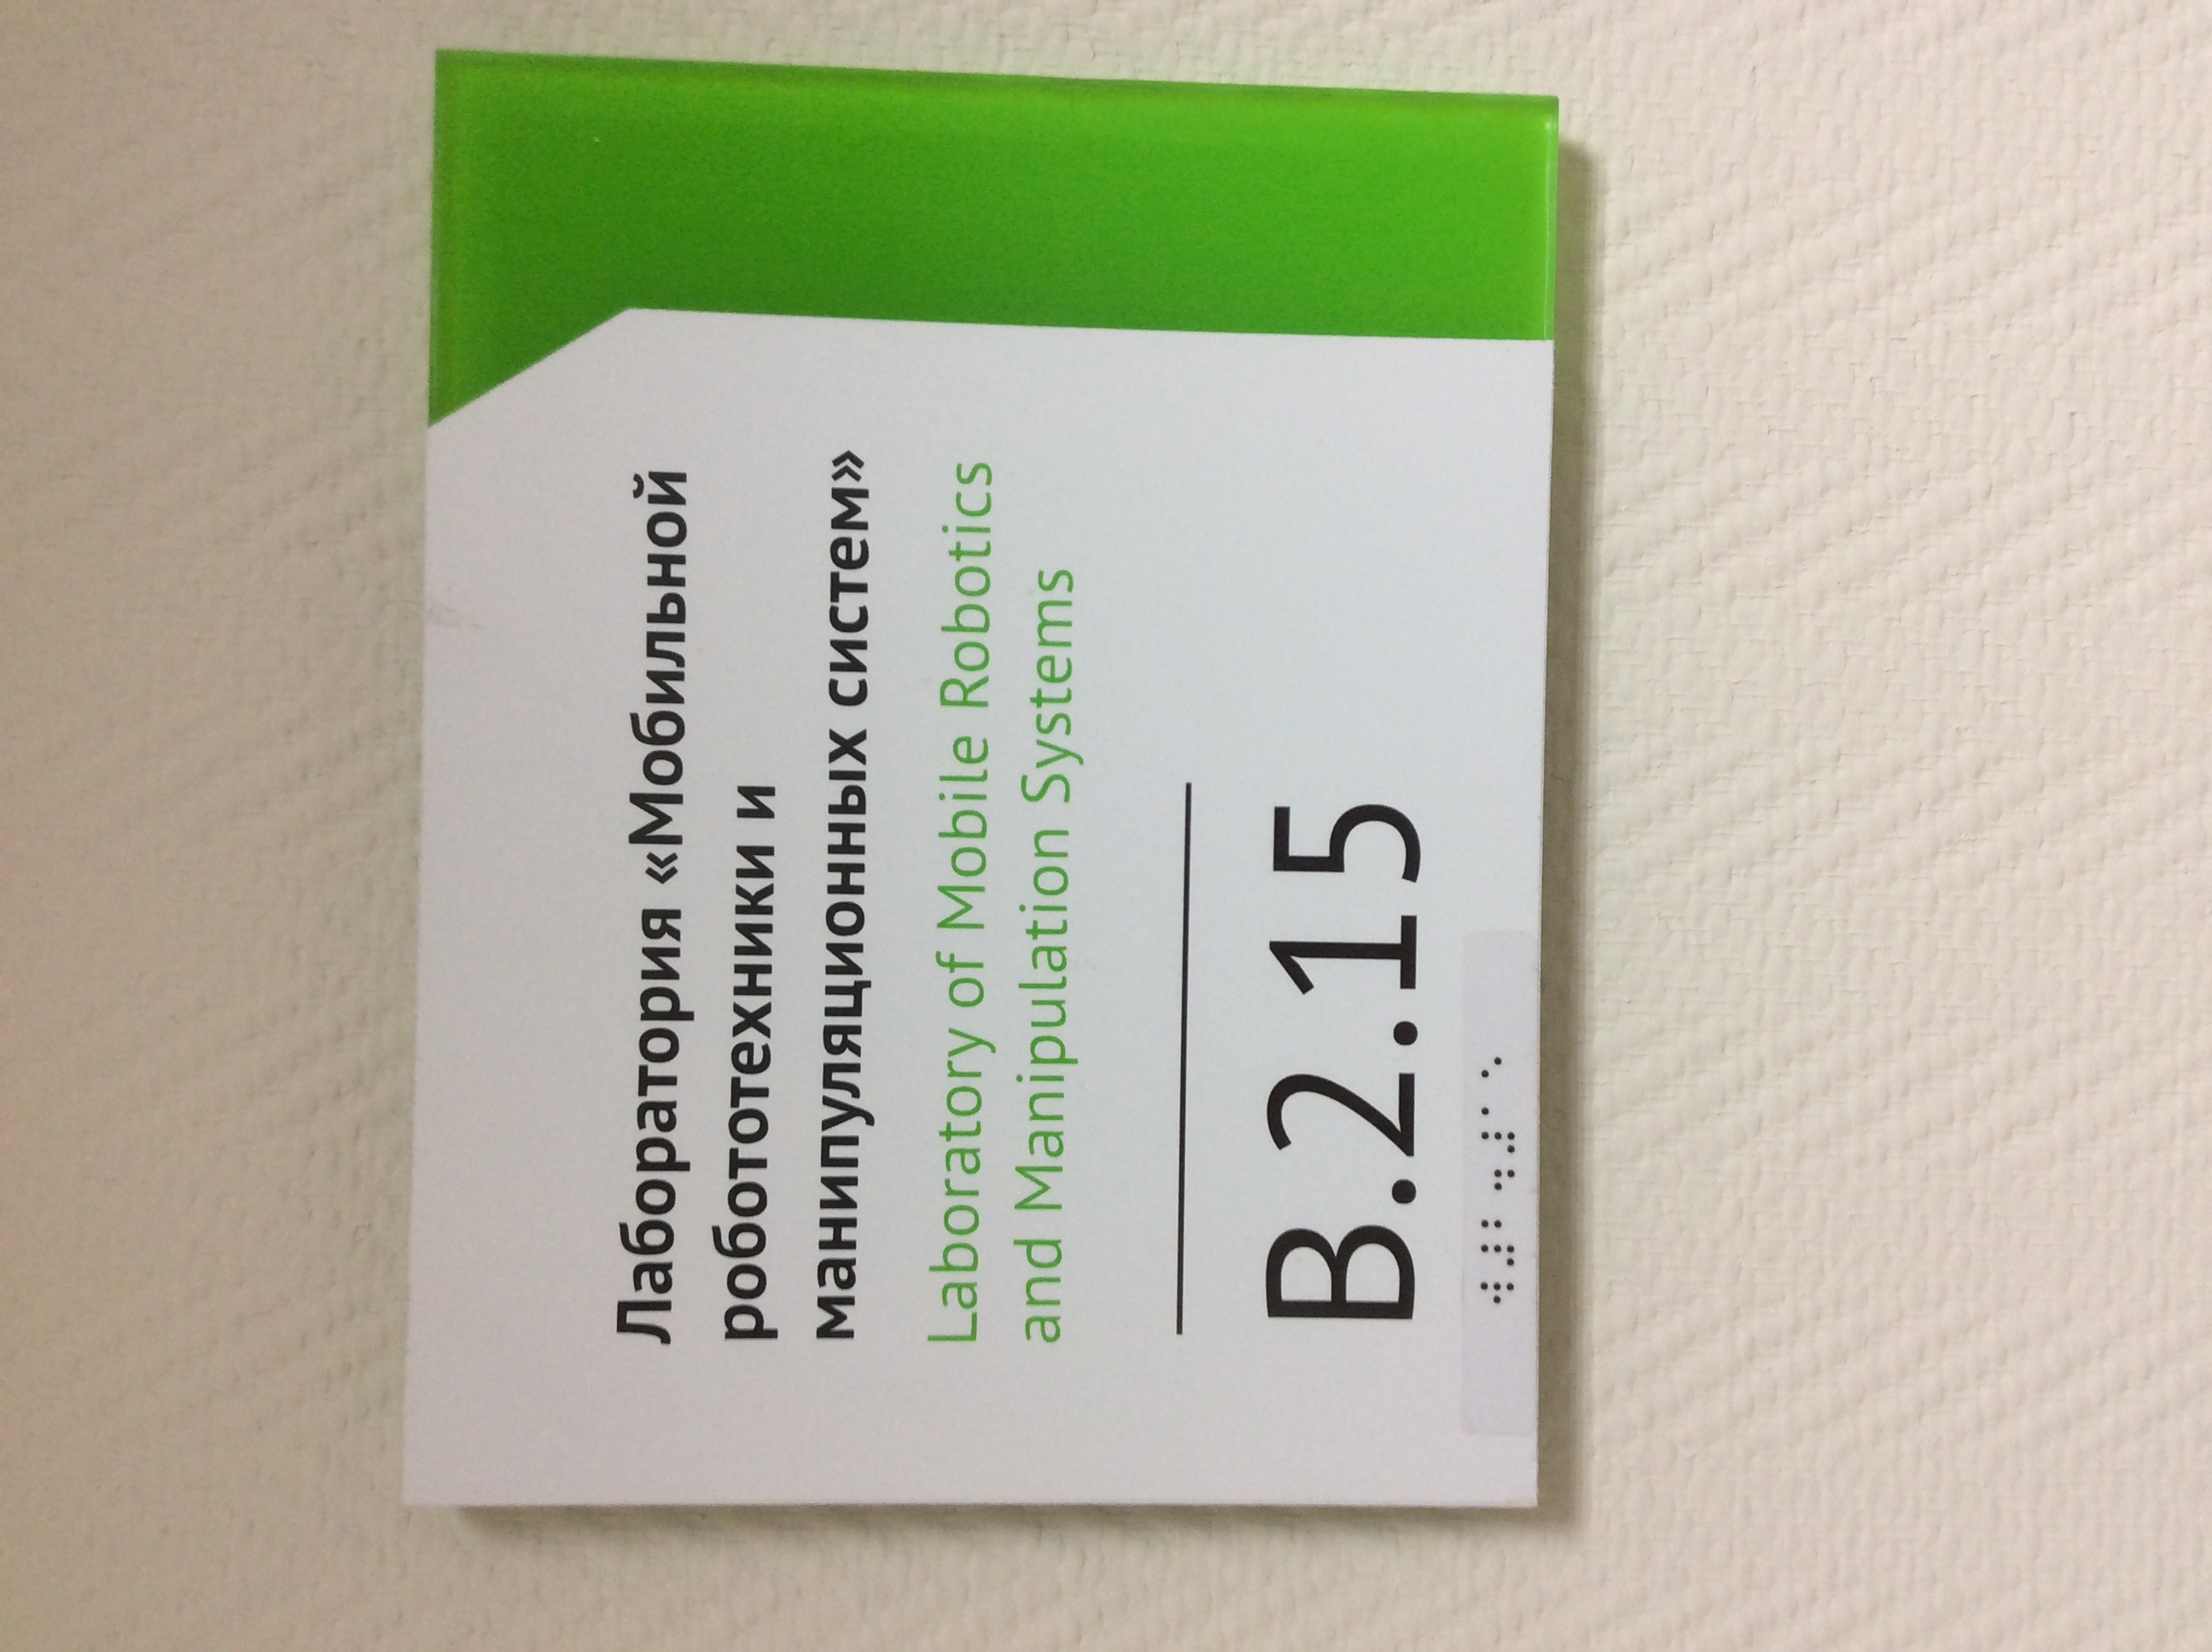 Лаборатория «Мобильной
робототехники и
манипуляционных систем»
Laboratory of Mobile Robotics
and Manipulation Systems
В.2.15
⠺⠼⠃⠲⠼⠁⠑